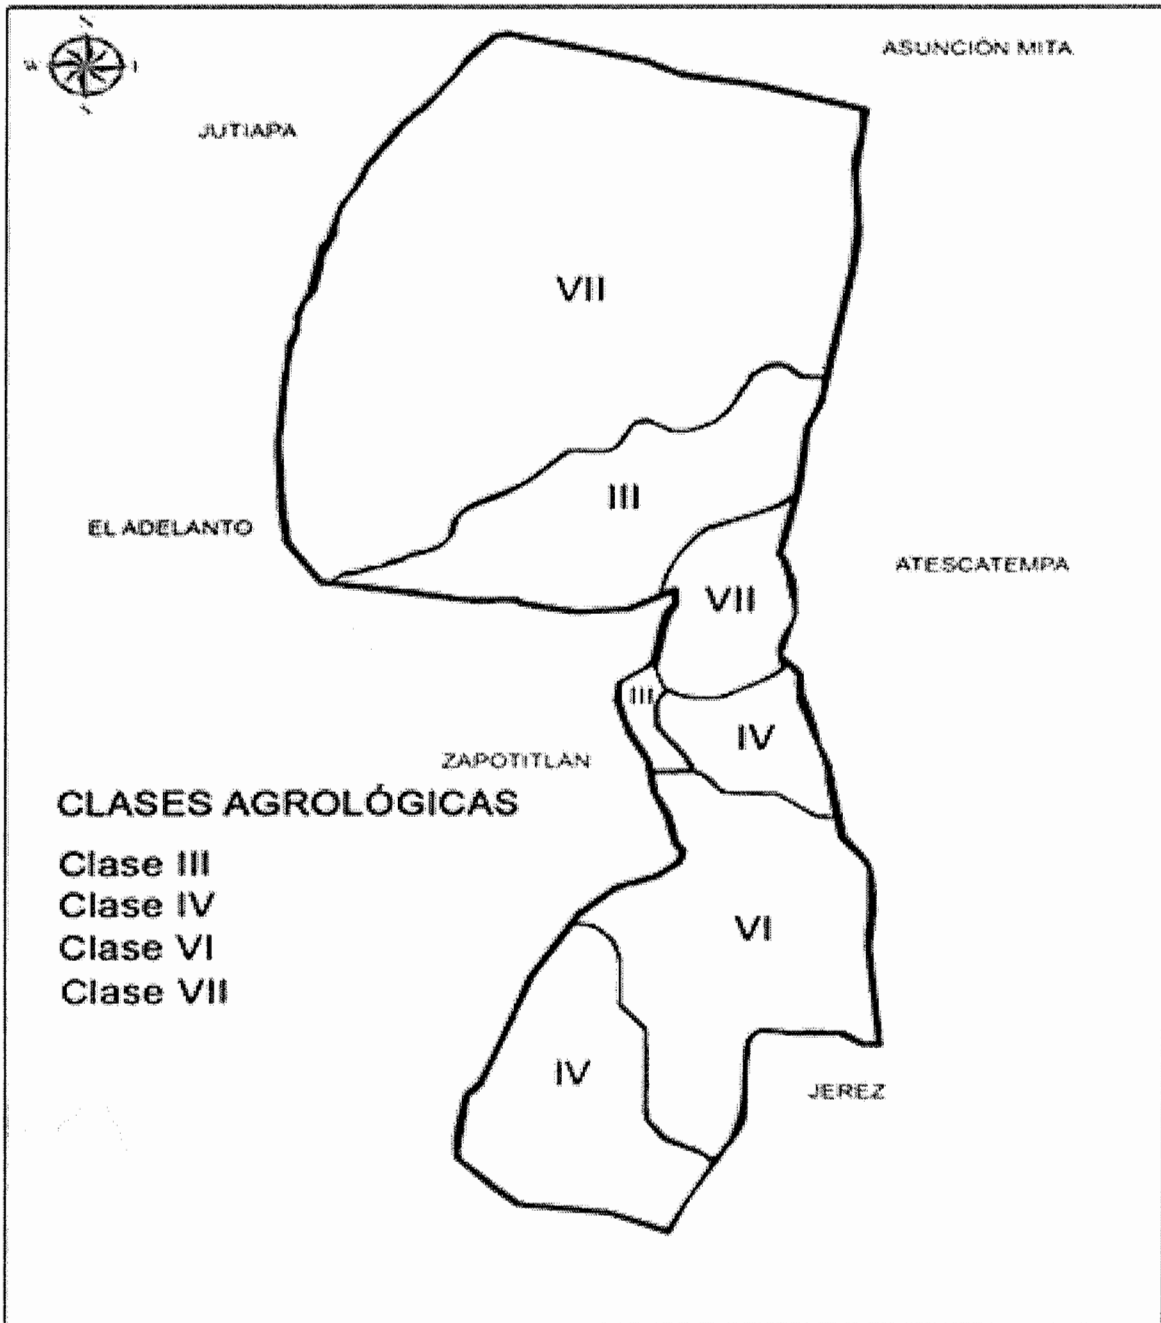 N
W
ASUNCIÓN MITA
JUTIAPA
VII
III
EL ADELANTO
ATESCATEMPA
VII
III
IV
ZAPOTITLAN
CLASES AGROLÓGICAS
Clase III
Clase IV
Clase VI
Clase VII
VI
IV
JEREZ